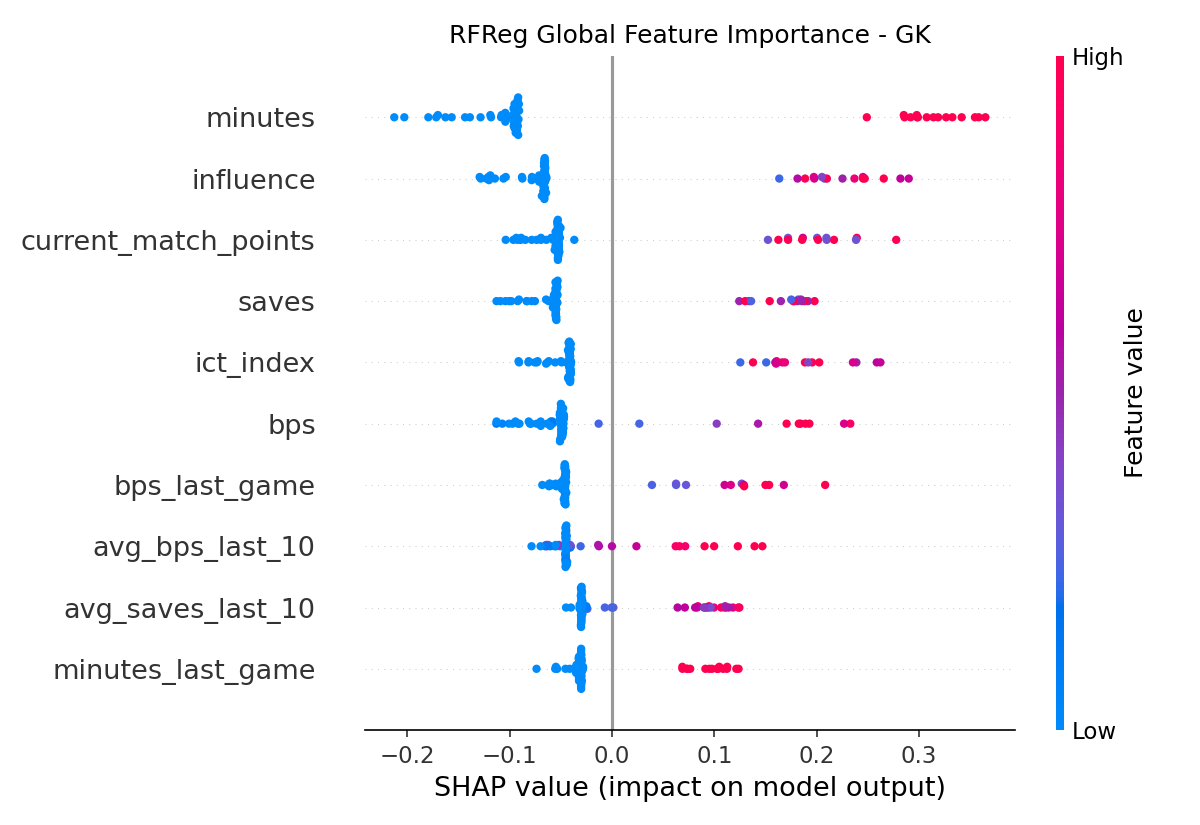 RFReg Global Feature Importance - GK
High
minutes
influence
current_match_points
saves
ict_index
bps
bps_last_game
avg_bps_last_10
avg_saves_last_10
minutes_last_game
Feature value
Low
−0.2 −0.1 0.0 0.1 0.2 0.3
SHAP value (impact on model output)